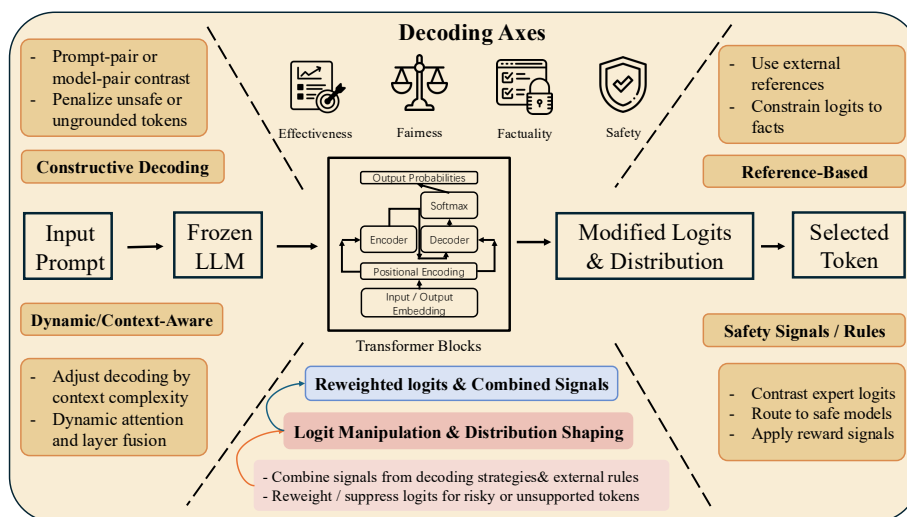 Decoding Axes
- Prompt-pair or
model-pair contrast
- Penalize unsafe or
ungrounded tokens
Constructive Decoding
Effectiveness
Fairness
Factuality
Safety
- Use external
references
- Constrain logits to
facts
Reference-Based
Input
Prompt
Frozen
LLM
Output Probabilities
Softmax
Encoder
Decoder
Positional Encoding
Input / Output
Embedding
Transformer Blocks
Modified Logits
& Distribution
Selected
Token
Dynamic/Context-Aware
- Adjust decoding by
context complexity
- Dynamic attention
and layer fusion
Reweighted logits & Combined Signals
Logit Manipulation & Distribution Shaping
- Combine signals from decoding strategies& external rules
- Reweight / suppress logits for risky or unsupported tokens
Safety Signals / Rules
- Contrast expert logits
- Route to safe models
- Apply reward signals